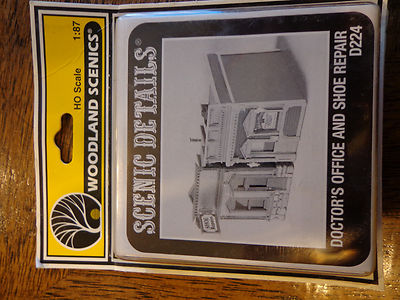 WOODLAND SCENICS®
HO Scale 1:87
SCENIC DETAILS®
DOCTOR'S OFFICE AND SHOE REPAIR
D224